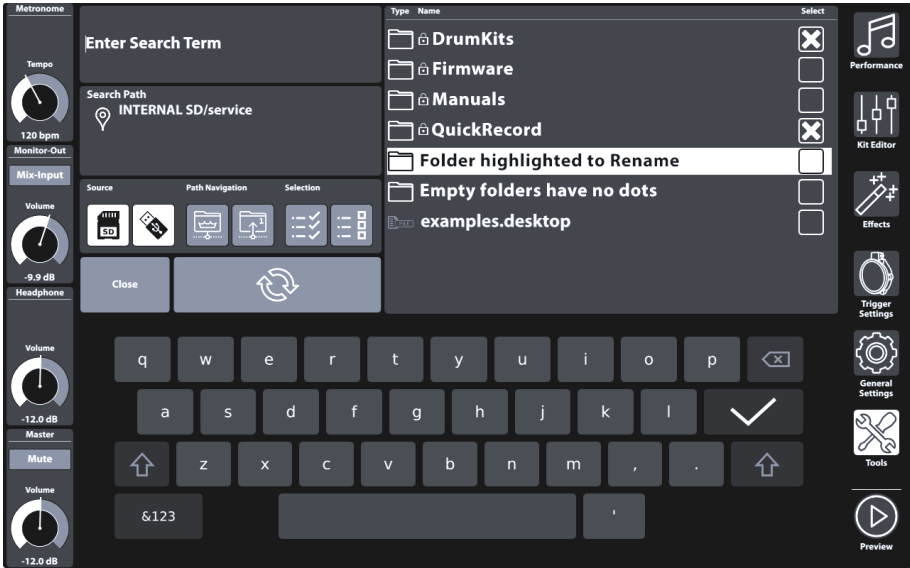 Metronome
Tempo
120 bpm
Monitor-Out
Mix-Input
Volume
-9.9 dB
Headphone
Volume
-12.0 dB
Master
Mute
Volume
-12.0 dB
Enter Search Term
Search Path
INTERNAL SD/service
Source Path Navigation Selection
SD
1
Close
Type Name Select
DrumKits
Firmware
Manuals
QuickRecord
Folder highlighted to Rename
Empty folders have no dots
examples.desktop
q w e r t y u i o p
a s d f g h j k l
z x c v b n m , .
&123 '
Performance
Kit Editor
Effects
Trigger
Settings
General
Settings
Tools
Preview